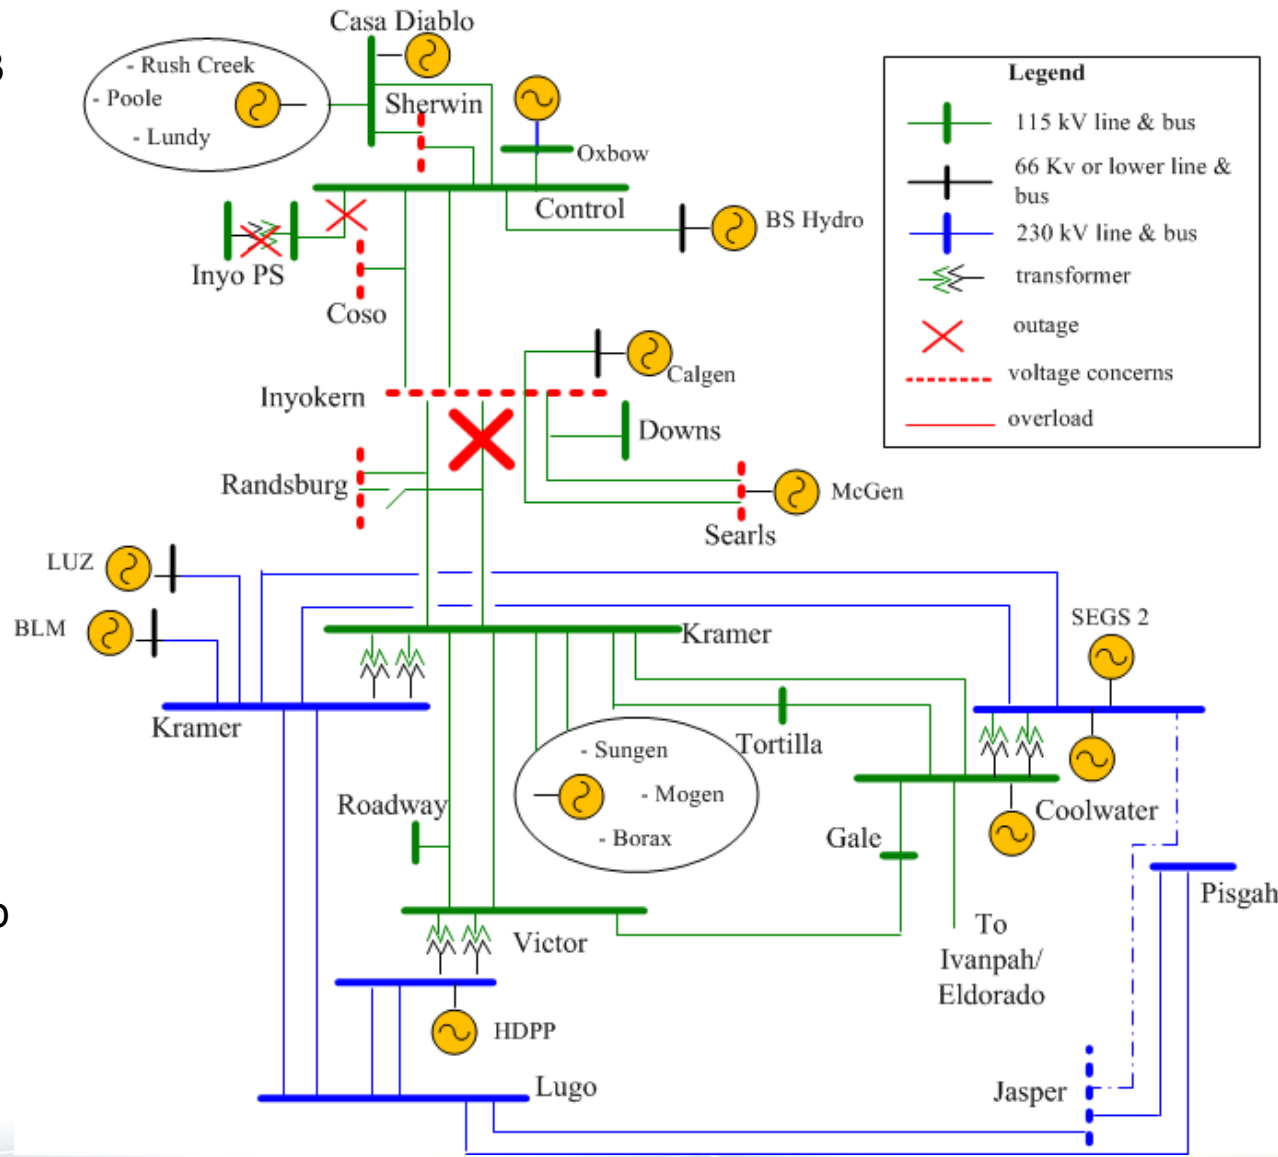 Casa Diablo
- Rush Creek
- Poole
- Lundy
Sherwin
Oxbow
Control
BS Hydro
Inyo PS
Coso
Legend
115 kV line & bus
66 Kv or lower line &
bus
230 kV line & bus
transformer
outage
voltage concerns
overload
Calgen
Inyokern
Downs
Randsburg
McGen
Searls
LUZ
BLM
Kramer
SEGS 2
Kramer
Tortilla
- Sungen
- Mogen
- Borax
Roadway
Coolwater
Gale
Pisgah
Victor
To
Ivanpah/
Eldorado
HDPP
Lugo
Jasper